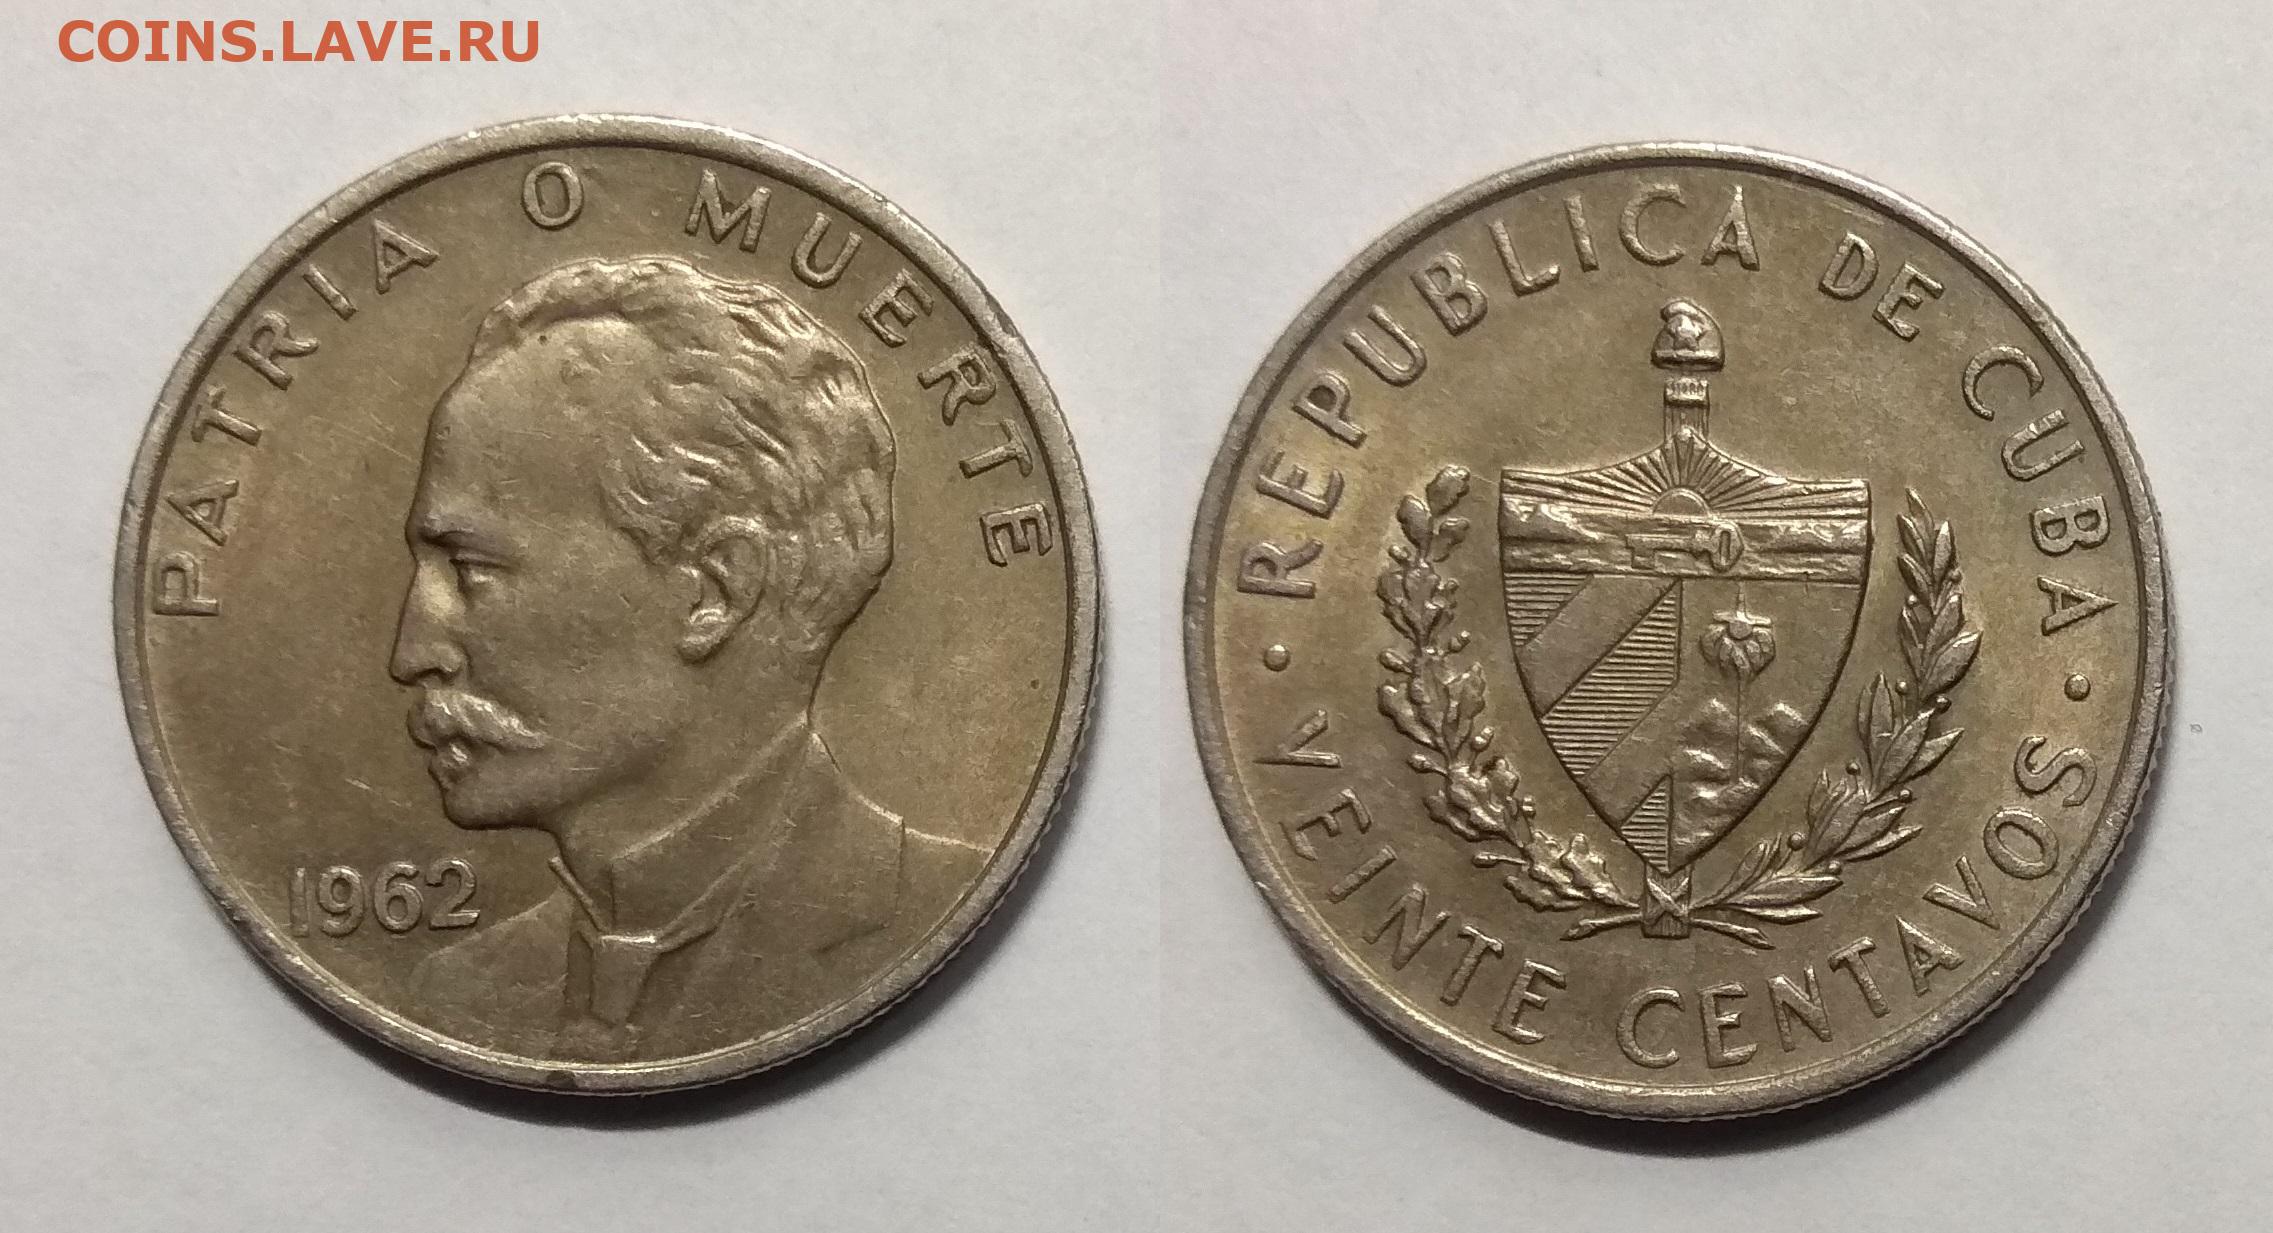 COINS.LAVE.RU
PATRIA O MUERTE
1962
REPUBLICA DE CUBA
VEINTE CENTAVOS